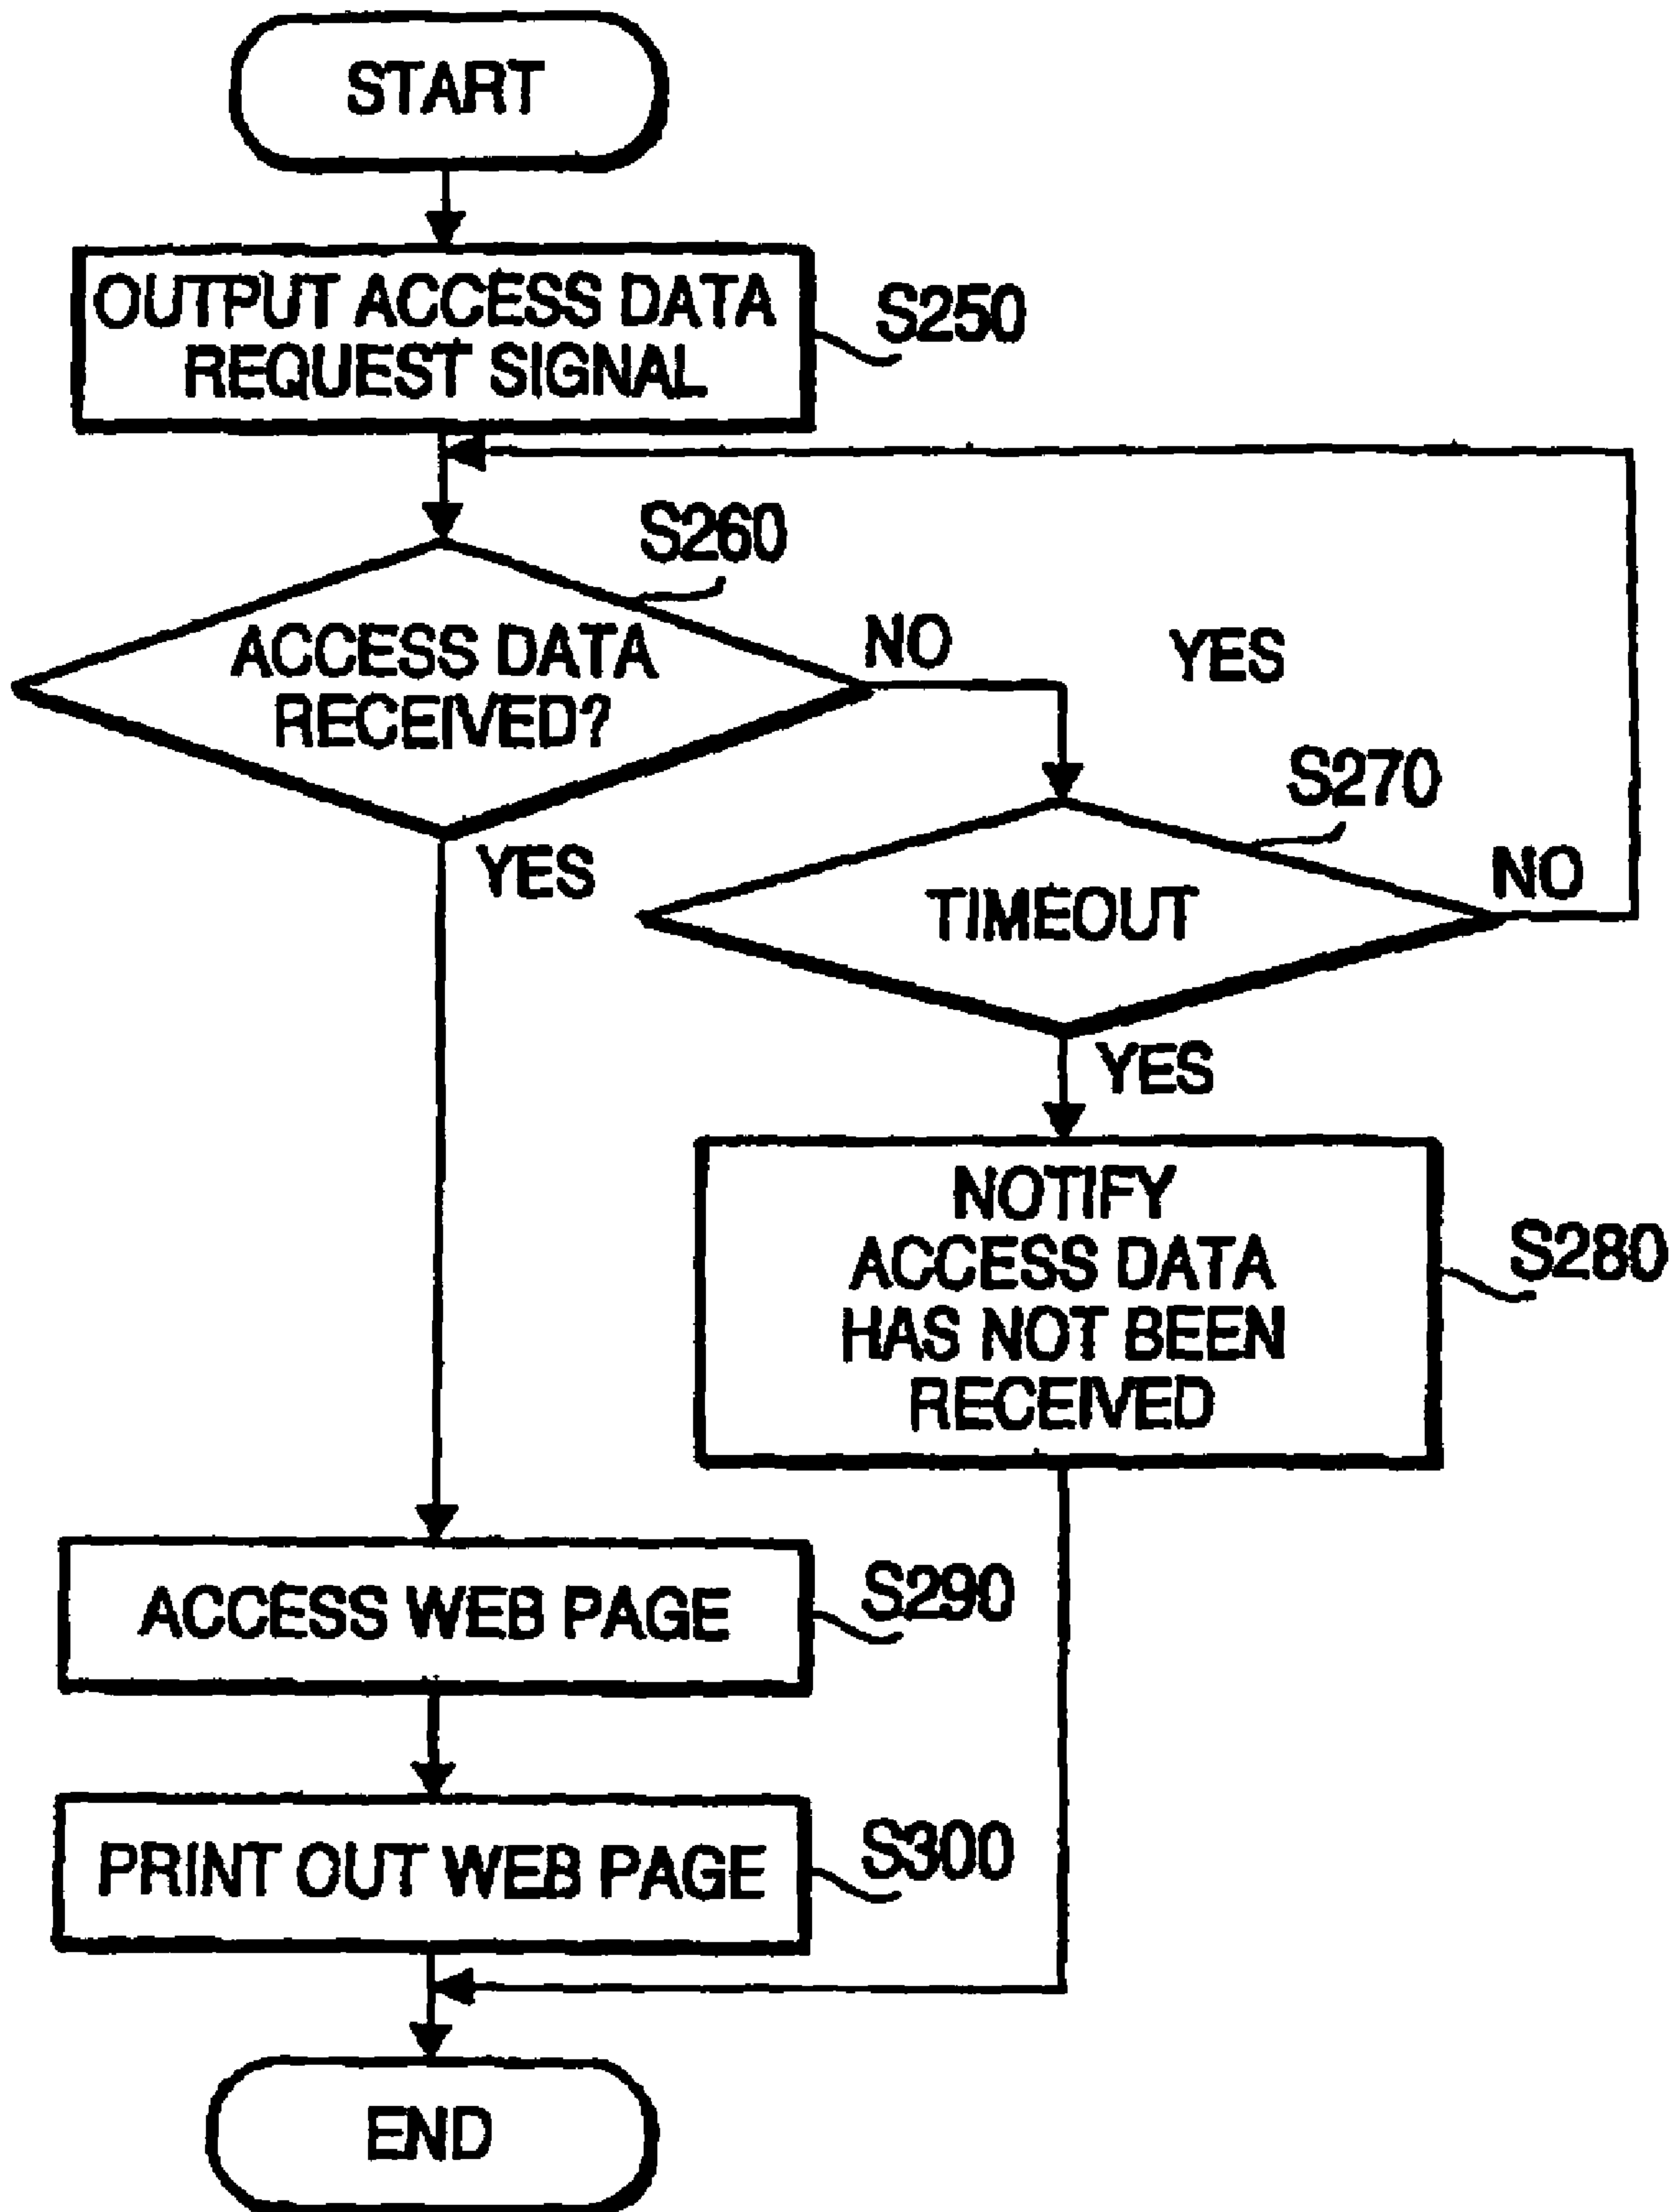 START
OUTPUT ACCESS DATA
REQUEST SIGNAL
S250
S260
ACCESS DATA
RECEIVED?
NO
YES
YES
S270
TIMEOUT
NO
YES
NOTIFY
ACCESS DATA
HAS NOT BEEN
RECEIVED
S280
ACCESS WEB PAGE
S290
PRINT OUT WEB PAGE
S300
END